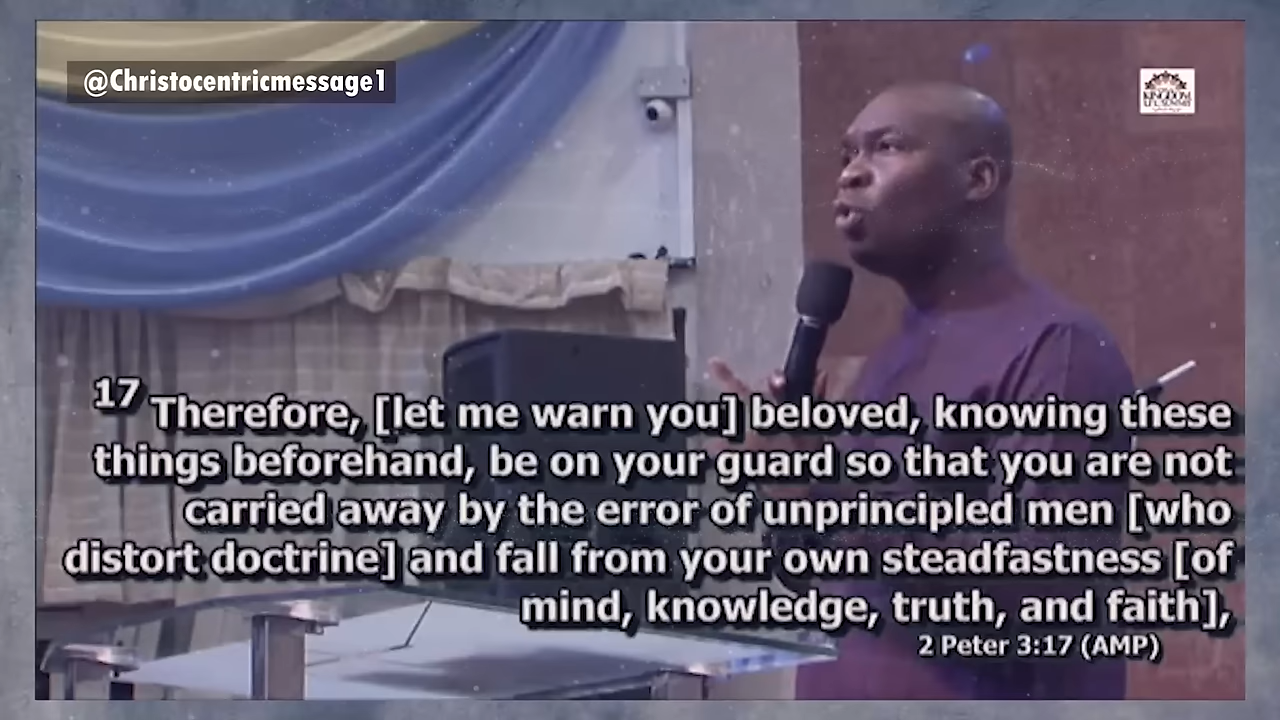 @Christocentricmessage1
KINGDOM
17 Therefore, [let me warn you] beloved, knowing these
things beforehand, be on your guard so that you are not
carried away by the error of unprincipled men [who
distort doctrine] and fall from your own steadfastness [of
mind, knowledge, truth, and faith],
2 Peter 3:17 (AMP)